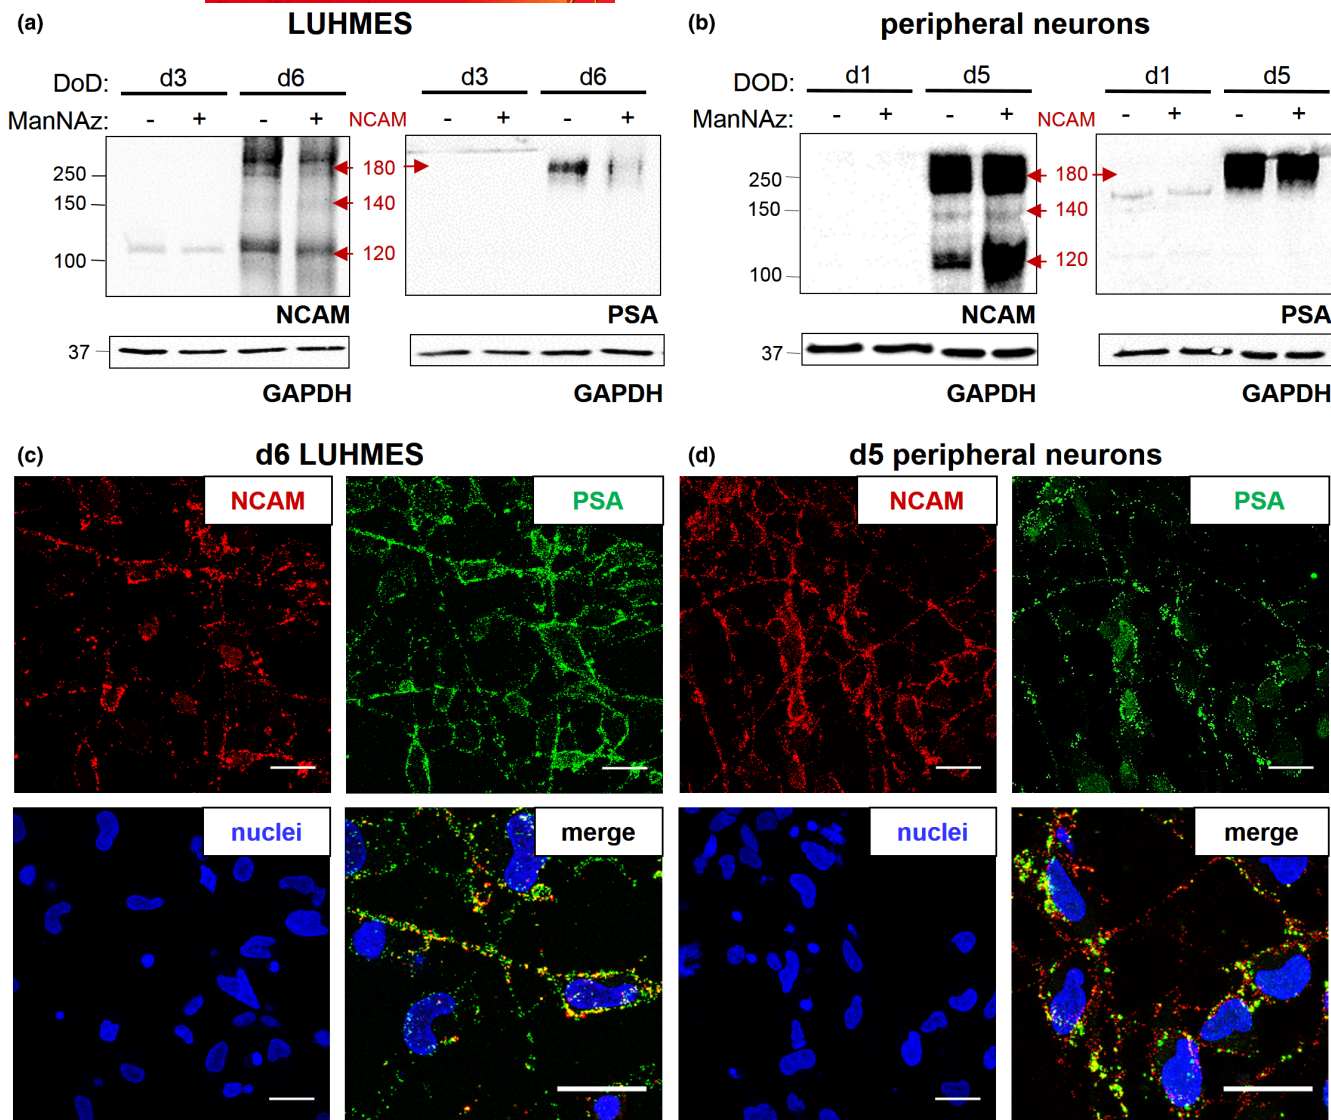 (a) LUHMES
DoD: d3 d6 d3 d6
ManNAz: - + - + NCAM - + - +
250 180
150 140
100 120
NCAM PSA
37
GAPDH GAPDH
(b) peripheral neurons
DOD: d1 d5 d1 d5
ManNAz: - + - + NCAM - + - +
250 180
150 140
100 120
NCAM PSA
37
GAPDH GAPDH
(c) d6 LUHMES
NCAM PSA
nuclei merge
(d) d5 peripheral neurons
NCAM PSA
nuclei merge